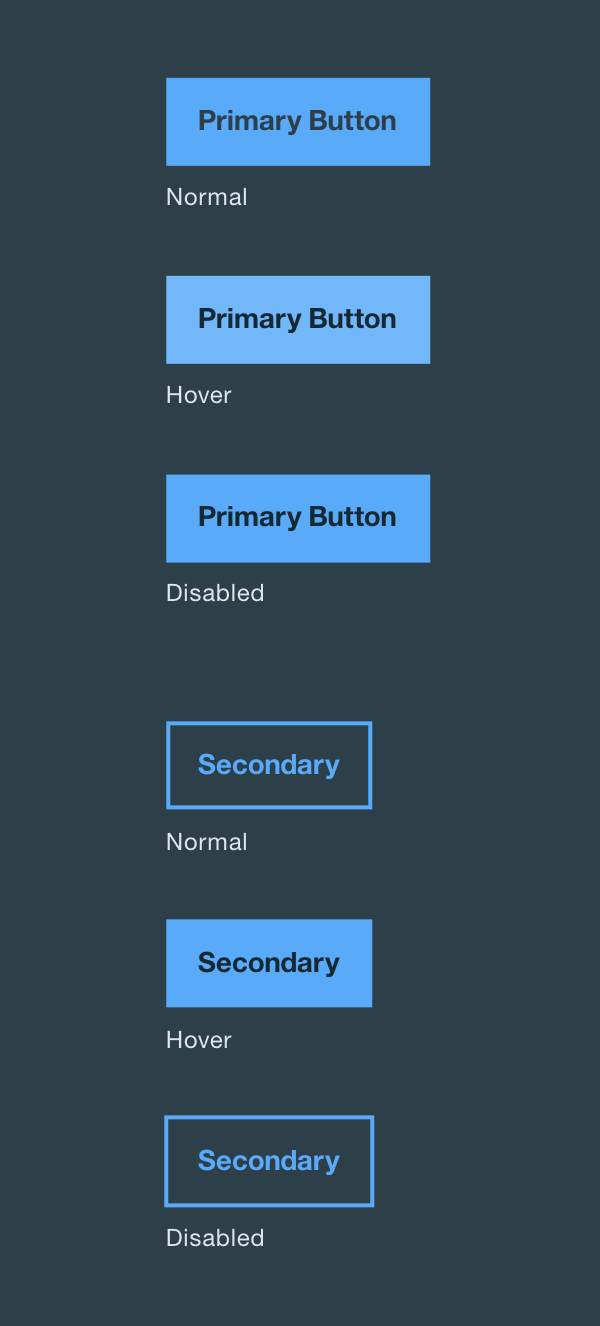 Primary Button
Normal
Primary Button
Hover
Primary Button
Disabled
Secondary
Normal
Secondary
Hover
Secondary
Disabled